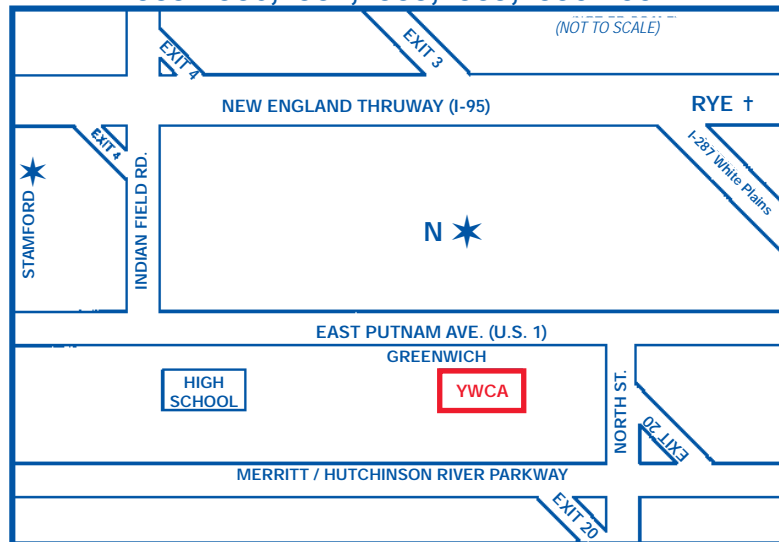 (NOT TO SCALE)
EXIT 4
EXIT 3
NEW ENGLAND THRUWAY (I-95)
RYE †
EXIT 4
I-287 White Plains
STAMFORD
INDIAN FIELD RD.
N
EAST PUTNAM AVE. (U.S. 1)
GREENWICH
HIGH
SCHOOL
YWCA
NORTH ST.
EXIT 20
MERRITT / HUTCHINSON RIVER PARKWAY
EXIT 20